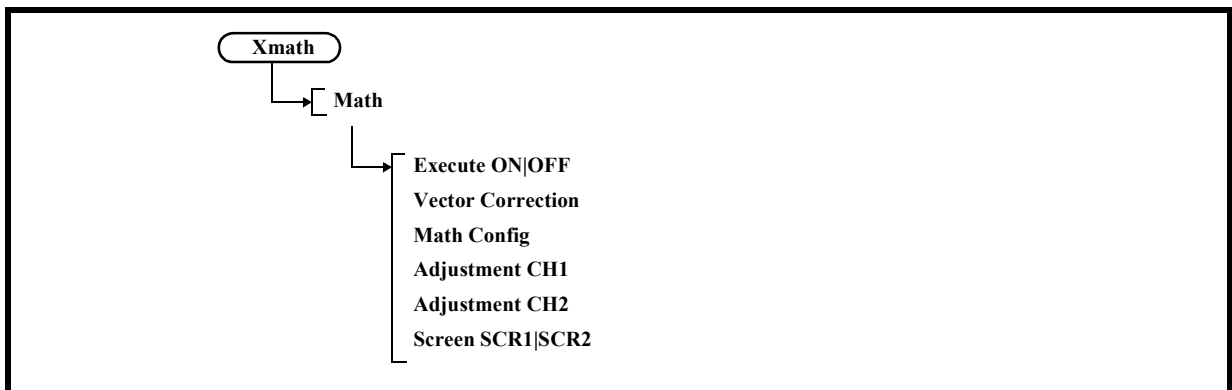 Xmath
Math
Execute ON|OFF
Vector Correction
Math Config
Adjustment CH1
Adjustment CH2
Screen SCR1|SCR2